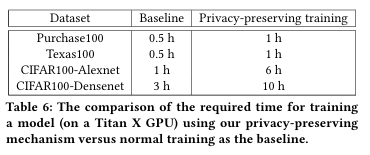 Dataset Baseline Privacy-preserving training
Purchase100 0.5 h 1 h
Texas100 0.5 h 1 h
CIFAR100-Alexnet 1 h 6 h
CIFAR100-Densenet 3 h 10 h
Table 6: The comparison of the required time for training
a model (on a Titan X GPU) using our privacy-preserving
mechanism versus normal training as the baseline.